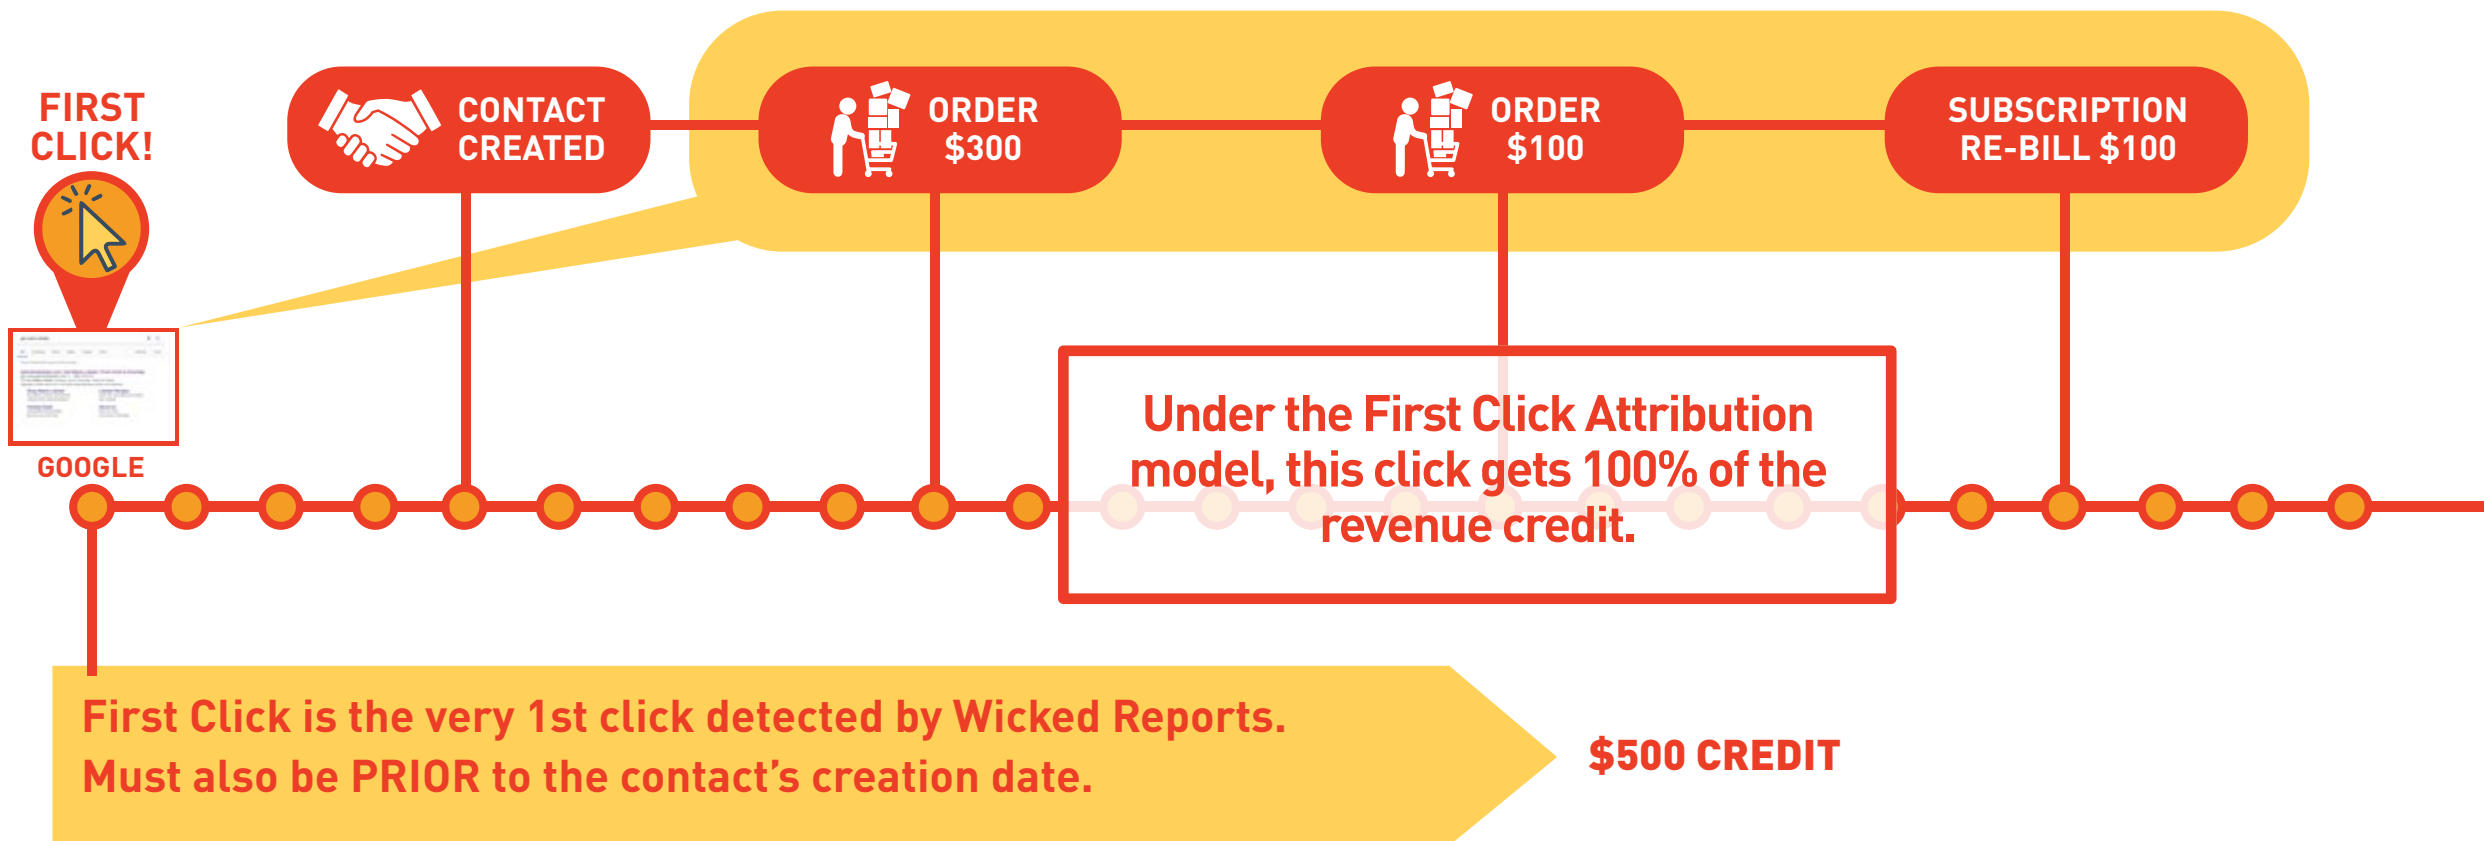 FIRST
CLICK!
CONTACT
CREATED
ORDER
$300
ORDER
$100
SUBSCRIPTION
RE-BILL $100
GOOGLE
Under the First Click Attribution
model, this click gets 100% of the
revenue credit.
First Click is the very 1st click detected by Wicked Reports.
Must also be PRIOR to the contact’s creation date.
$500 CREDIT